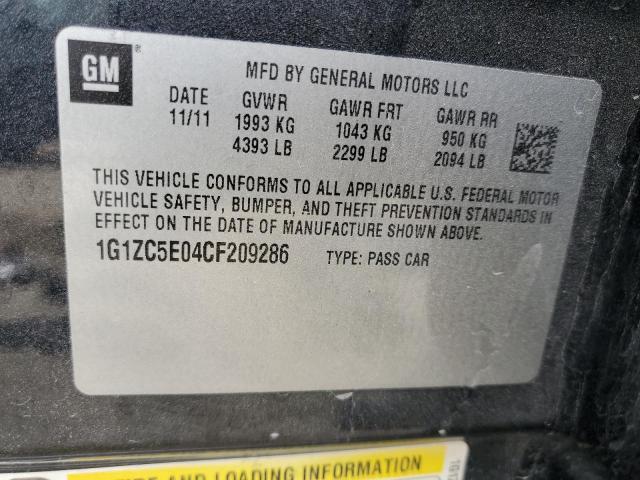 GM ®
MFD BY GENERAL MOTORS LLC
DATE GVWR GAWR FRT GAWR RR
11/11 1993 KG 1043 KG 950 KG
4393 LB 2299 LB 2094 LB
THIS VEHICLE CONFORMS TO ALL APPLICABLE U.S. FEDERAL MOTOR
VEHICLE SAFETY, BUMPER, AND THEFT PREVENTION STANDARDS IN
EFFECT ON THE DATE OF MANUFACTURE SHOWN ABOVE.
1G1ZC5E04CF209286 TYPE: PASS CAR
AND LOADING INFORMATION